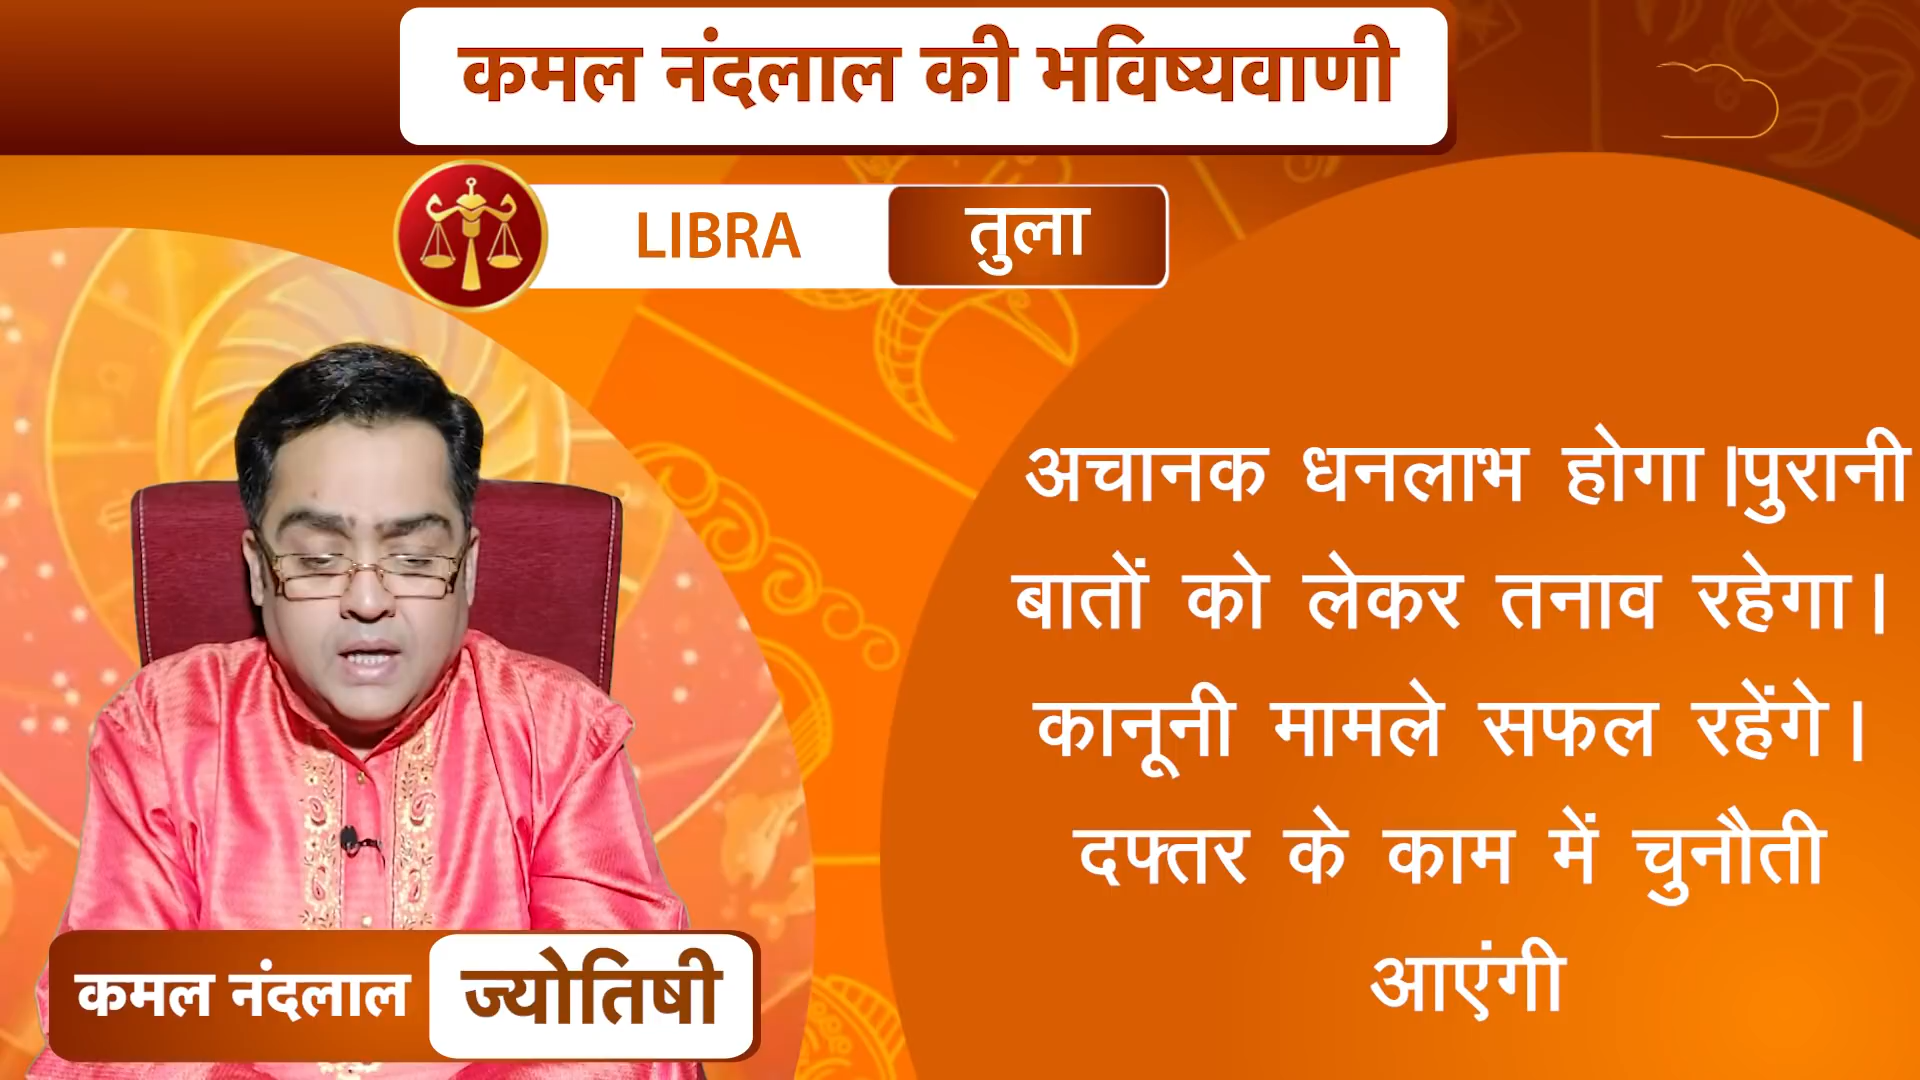 कमल नंदलाल की भविष्यवाणी
LIBRA तुला
अचानक धनलाभ होगा।पुरानी
बातों को लेकर तनाव रहेगा।
कानूनी मामले सफल रहेंगे।
दफ्तर के काम में चुनौती
आएंगी
कमल नंदलाल ज्योतिषी